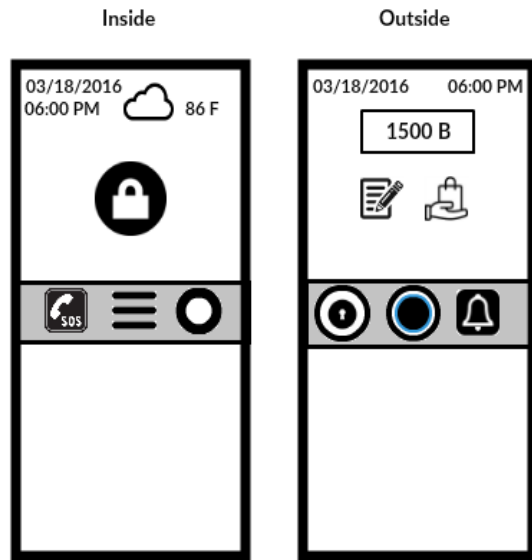 Inside
Outside
03/18/2016
06:00 PM
86 F
SOS
03/18/2016 06:00 PM
1500 B